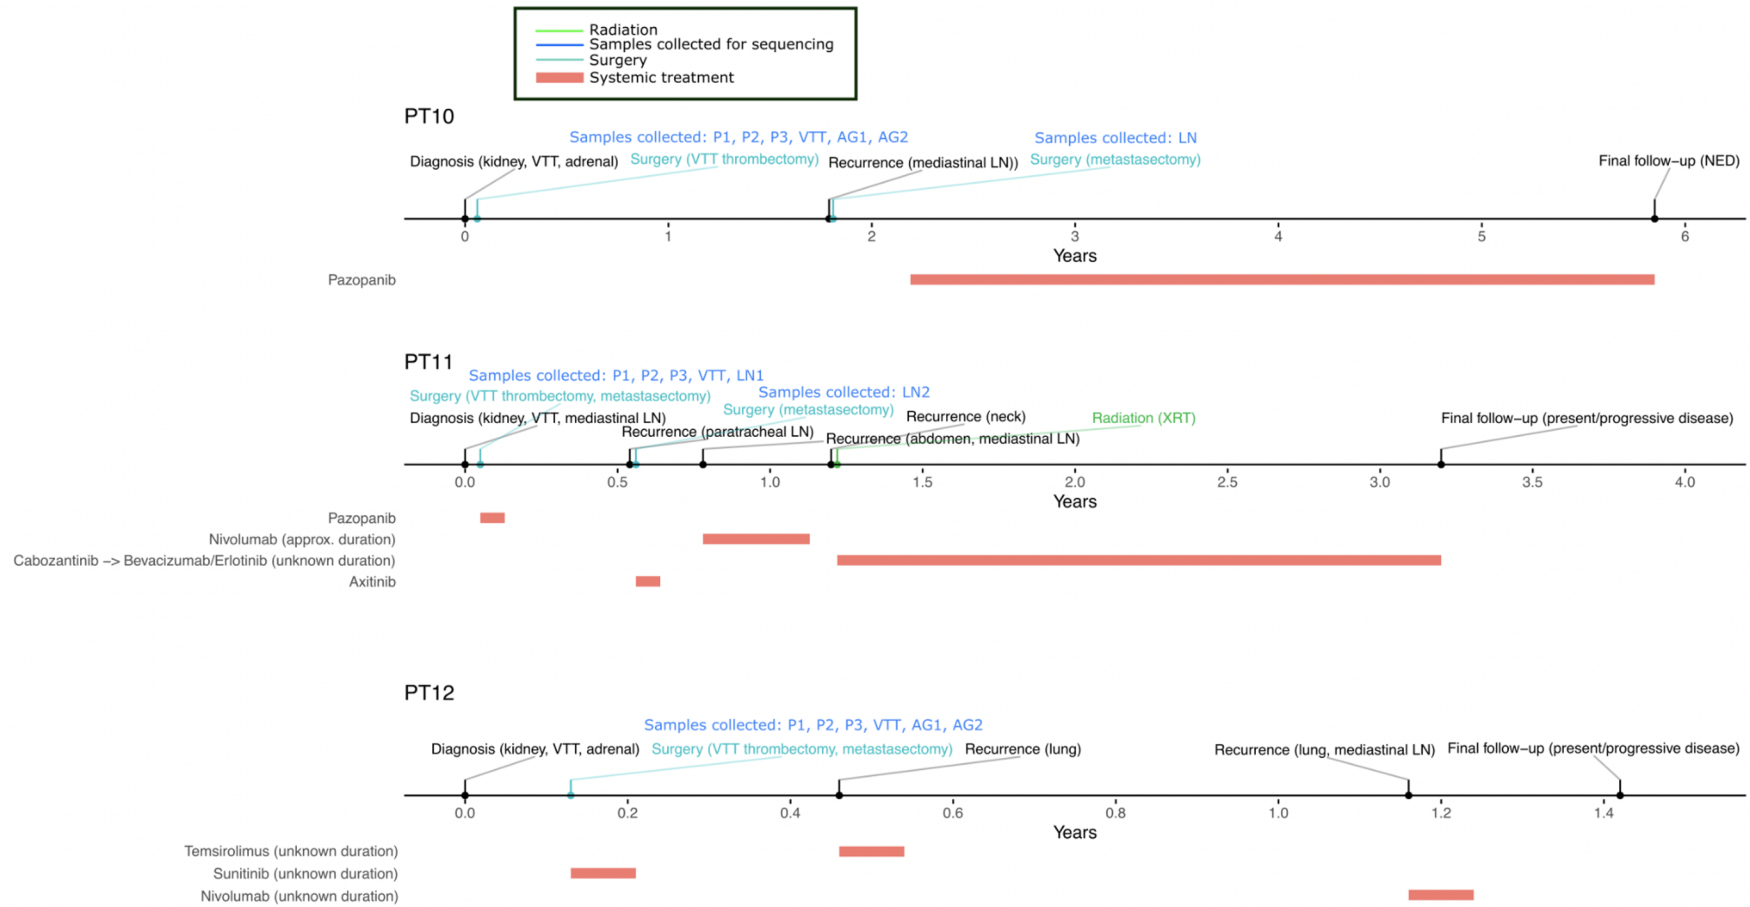 Radiation
Samples collected for sequencing
Surgery
Systemic treatment
PT10
Samples collected: P1, P2, P3, VTT, AG1, AG2
Samples collected: LN
Diagnosis (kidney, VTT, adrenal)
Surgery (VTT thrombectomy)
Recurrence (mediastinal LN))
Surgery (metastasectomy)
Final follow–up (NED)
0 1 2 3 4 5 6
Years
Pazopanib
PT11
Samples collected: P1, P2, P3, VTT, LN1
Samples collected: LN2
Surgery (VTT thrombectomy, metastasectomy)
Surgery (metastasectomy)
Recurrence (neck)
Radiation (XRT)
Final follow–up (present/progressive disease)
Diagnosis (kidney, VTT, mediastinal LN)
Recurrence (paratracheal LN)
Recurrence (abdomen, mediastinal LN)
0.0 0.5 1.0 1.5 2.0 2.5 3.0 3.5 4.0
Years
Pazopanib
Nivolumab (approx. duration)
Cabozantinib –> Bevacizumab/Erlotinib (unknown duration)
Axitinib
PT12
Samples collected: P1, P2, P3, VTT, AG1, AG2
Diagnosis (kidney, VTT, adrenal)
Surgery (VTT thrombectomy, metastasectomy)
Recurrence (lung)
Recurrence (lung, mediastinal LN)
Final follow–up (present/progressive disease)
0.0 0.2 0.4 0.6 0.8 1.0 1.2 1.4
Years
Temsirolimus (unknown duration)
Sunitinib (unknown duration)
Nivolumab (unknown duration)